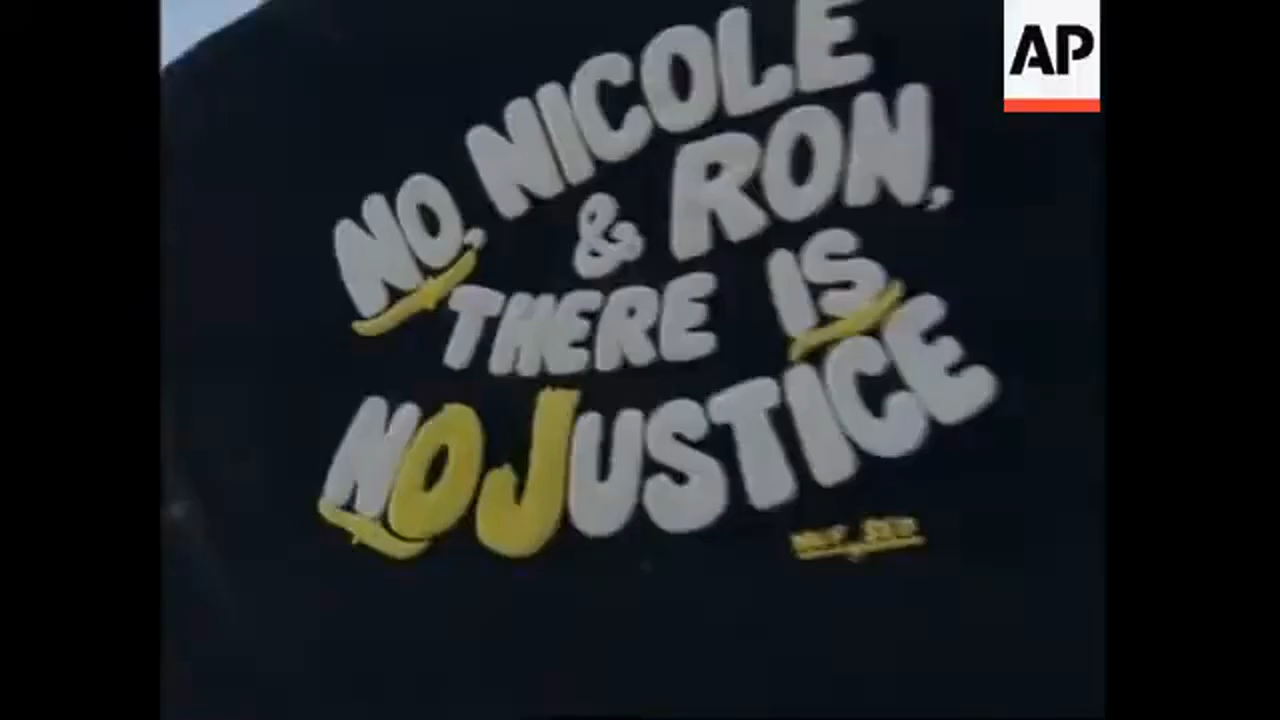 AP
NO, NICOLE
& RON,
THERE IS
NO JUSTICE